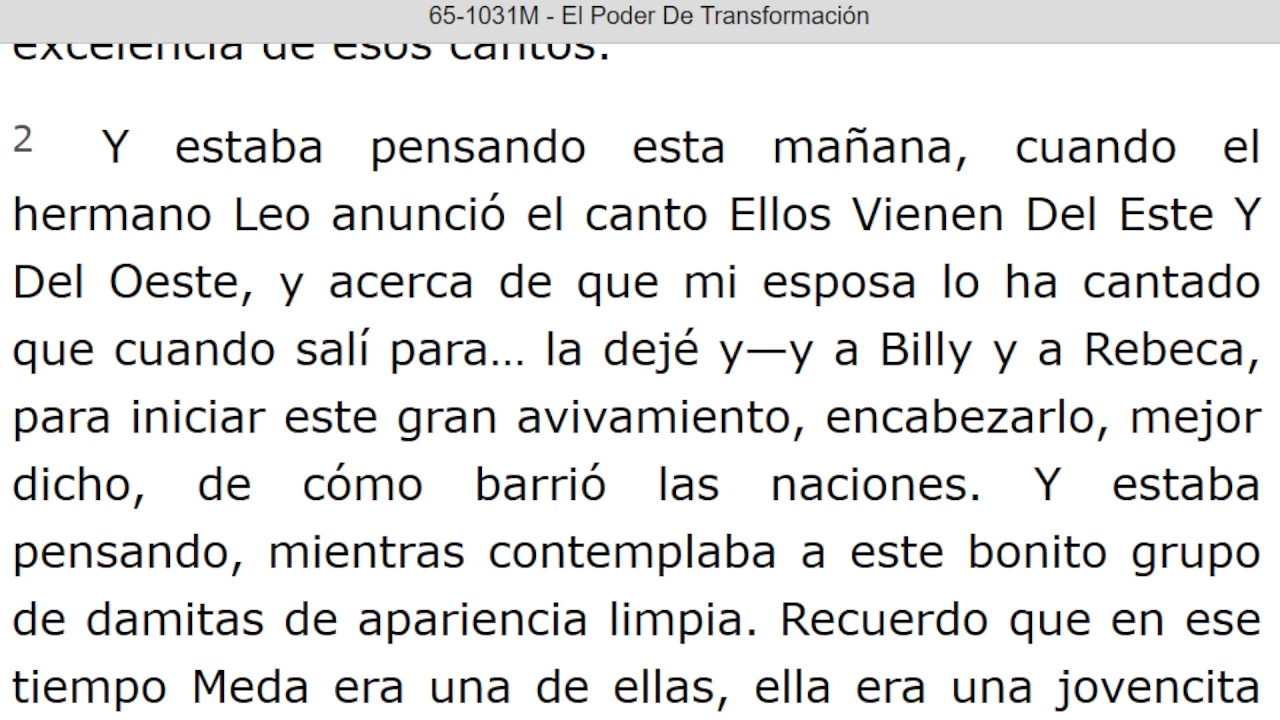 65-1031M - El Poder De Transformación
excelencia de esos cantos.
2 Y estaba pensando esta mañana, cuando el
hermano Leo anunció el canto Ellos Vienen Del Este Y
Del Oeste, y acerca de que mi esposa lo ha cantado
que cuando salí para... la dejé y—y a Billy y a Rebeca,
para iniciar este gran avivamiento, encabezarlo, mejor
dicho, de cómo barrió las naciones. Y estaba
pensando, mientras contemplaba a este bonito grupo
de damitas de apariencia limpia. Recuerdo que en ese
tiempo Meda era una de ellas, ella era una jovencita